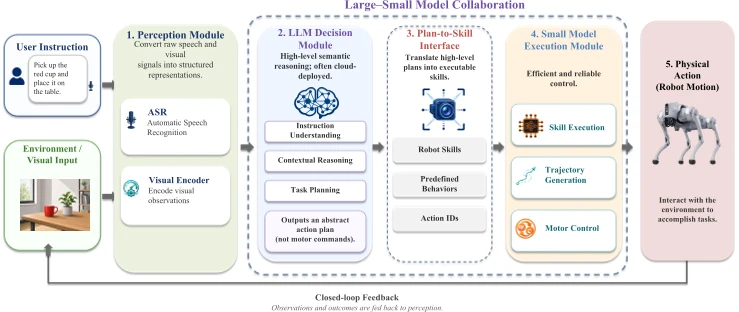 Large–Small Model Collaboration
User Instruction
Pick up the
red cup and
place it on
the table.
Environment /
Visual Input
1. Perception Module
Convert raw speech and
visual
signals into structured
representations.
ASR
Automatic Speech
Recognition
Visual Encoder
Encode visual
observations
2. LLM Decision
Module
High-level semantic
reasoning; often cloud-
deployed.
Instruction
Understanding
Contextual Reasoning
Task Planning
Outputs an abstract
action plan
(not motor commands).
3. Plan-to-Skill
Interface
Translate high-level
plans into executable
skills.
Robot Skills
Predefined
Behaviors
Action IDs
4. Small Model
Execution Module
Efficient and reliable
control.
Skill Execution
Trajectory
Generation
Motor Control
5. Physical
Action
(Robot Motion)
Interact with the
environment to
accomplish tasks.
Closed-loop Feedback
Observations and outcomes are fed back to perception.